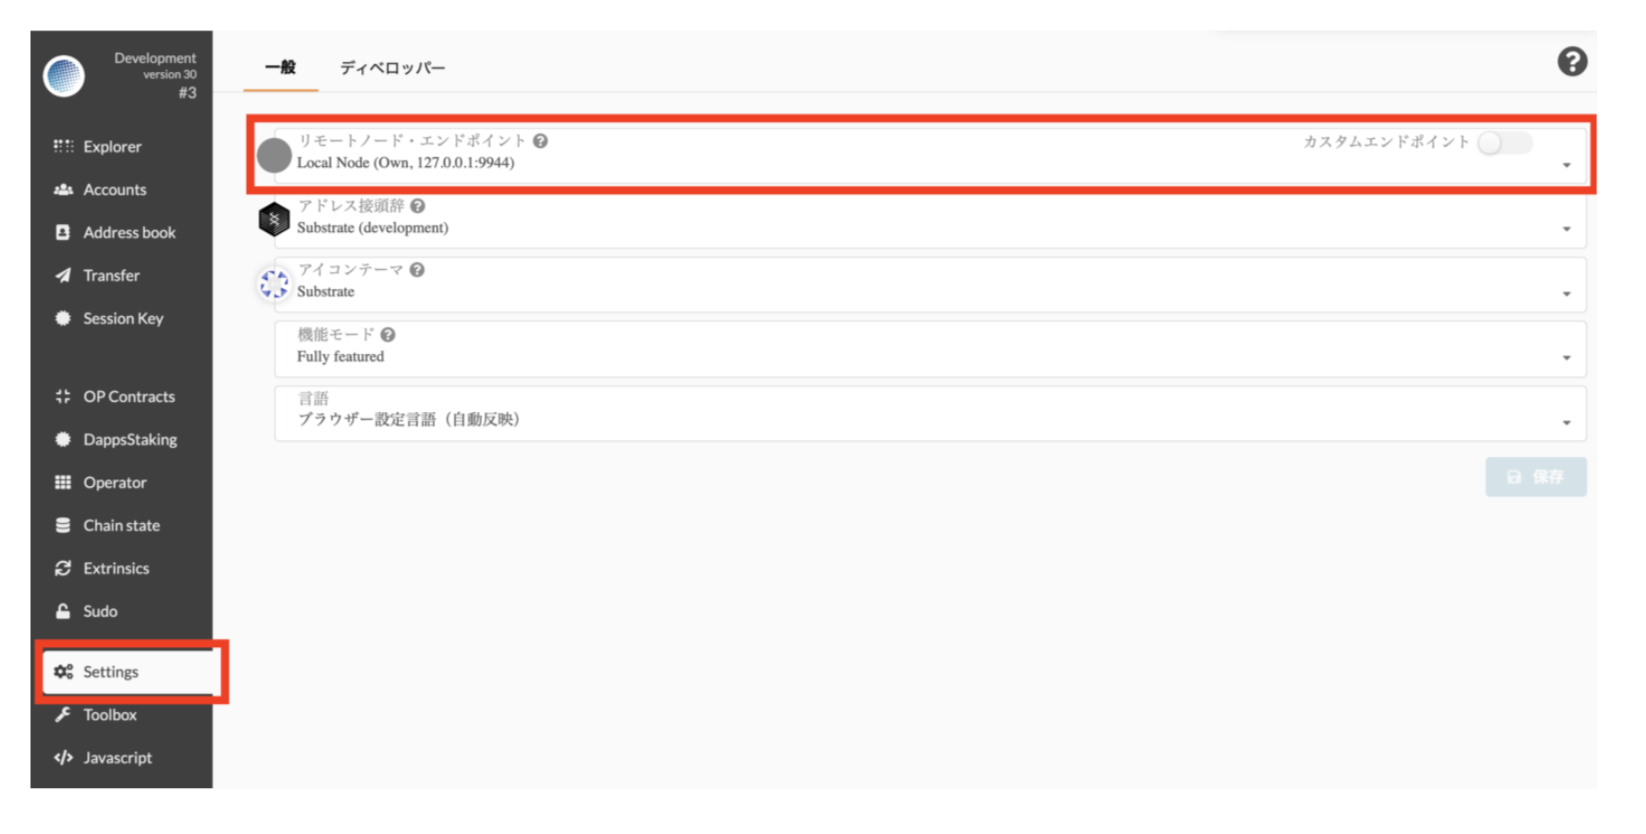 Development
version 30
#3
Explorer
Accounts
Address book
Transfer
Session Key
OP Contracts
DappsStaking
Operator
Chain state
Extrinsics
Sudo
Settings
Toolbox
Javascript
一般 ディベロッパー
リモートノード・エンドポイント カスタムエンドポイント
Local Node (Own, 127.0.0.1:9944)
アドレス接頭辞
Substrate (development)
アイコンテーマ
Substrate
機能モード
Fully featured
言語
ブラウザー設定言語（自動反映）
保存